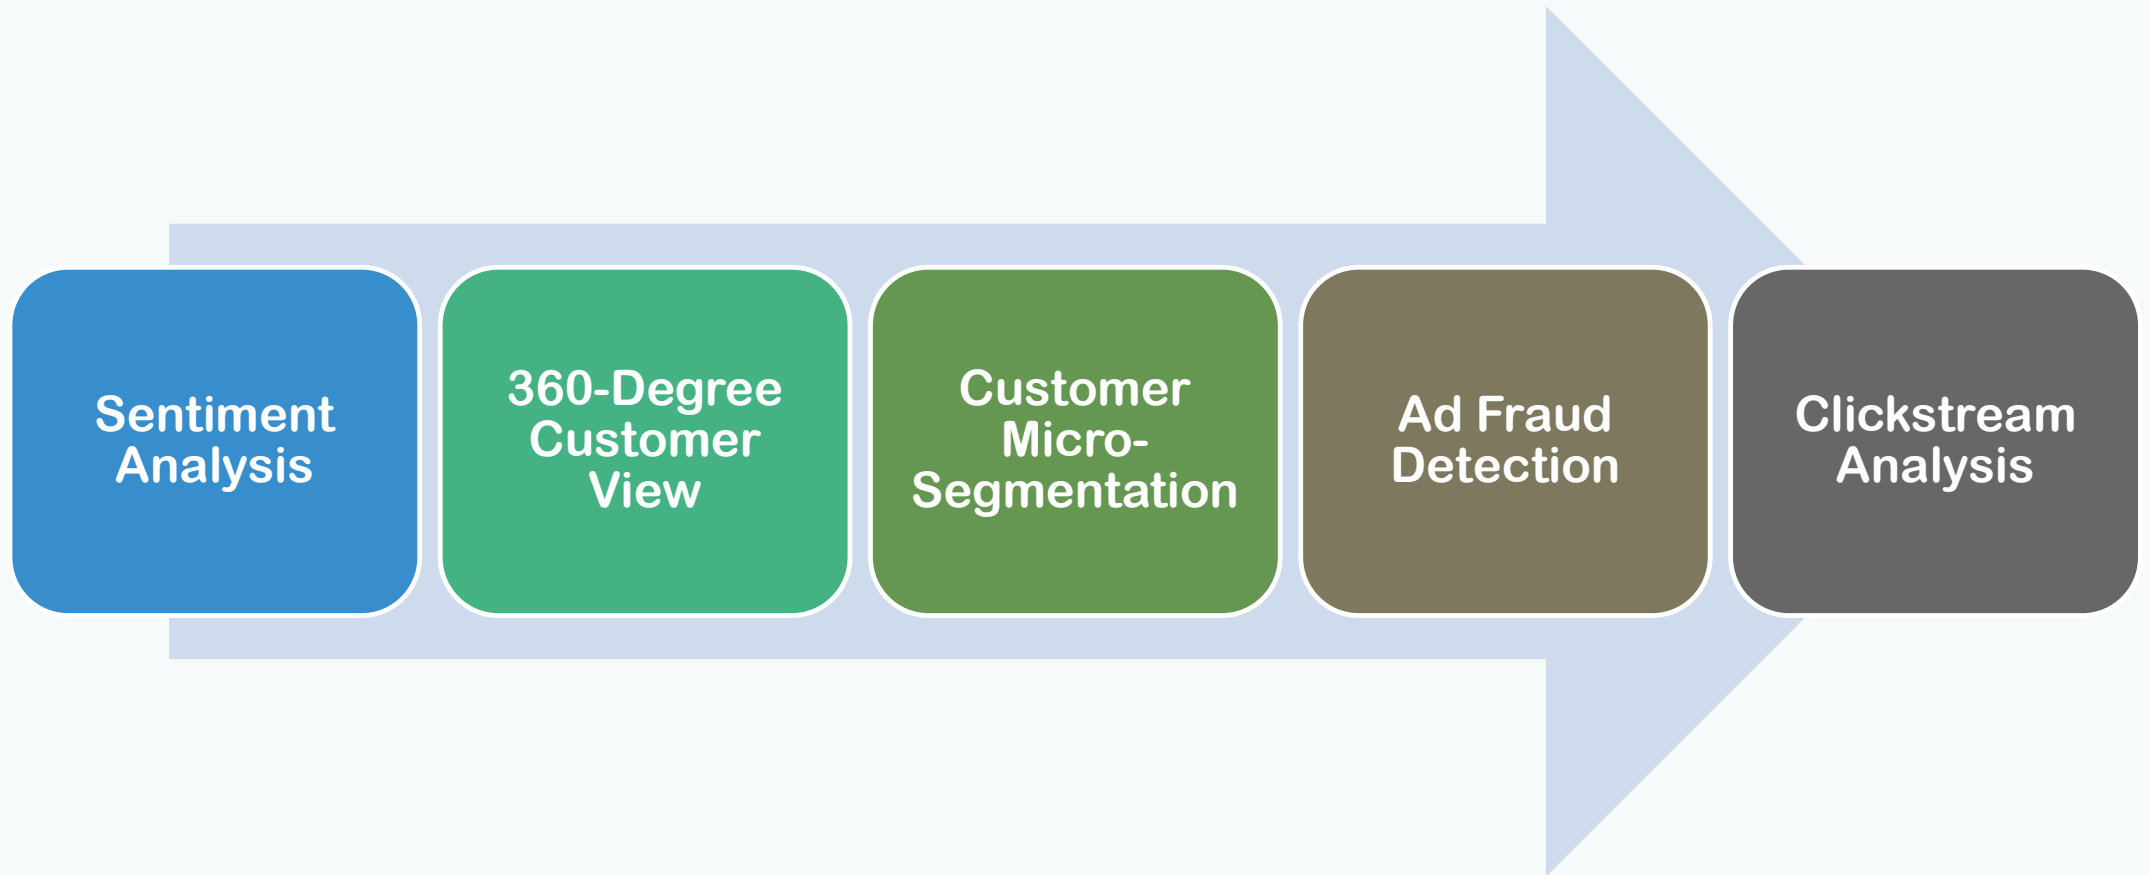 Sentiment
Analysis
360-Degree
Customer
View
Customer
Micro-
Segmentation
Ad Fraud
Detection
Clickstream
Analysis